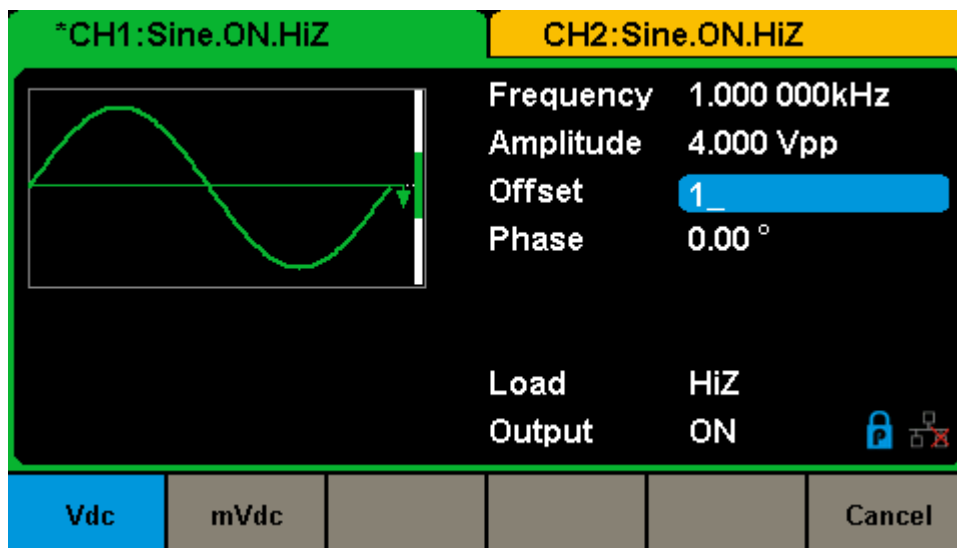 *CH1:Sine.ON.HiZ CH2:Sine.ON.HiZ
Frequency 1.000 000kHz
Amplitude 4.000 Vpp
Offset 1_
Phase 0.00 °
Load HiZ
Output ON P
Vdc mVdc Cancel